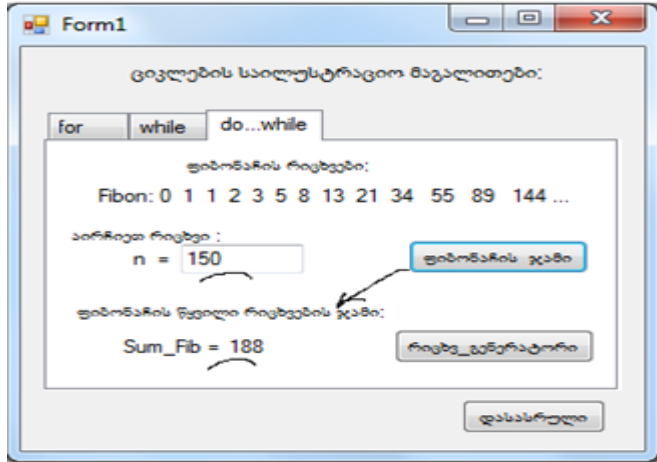 Form1
ციკლების საილუსტრაციო მაგალითები:
for while do...while
ფიბონაჩის რიცხვები:
Fibon: 0 1 1 2 3 5 8 13 21 34 55 89 144 ...
აირჩიეთ რიცხვი :
n = 150 ფიბონაჩის ჯამი
ფიბონაჩის წყვილი რიცხვების ჯამი:
Sum_Fib = 188 რიცხვ_გენერატორი
დასასრული